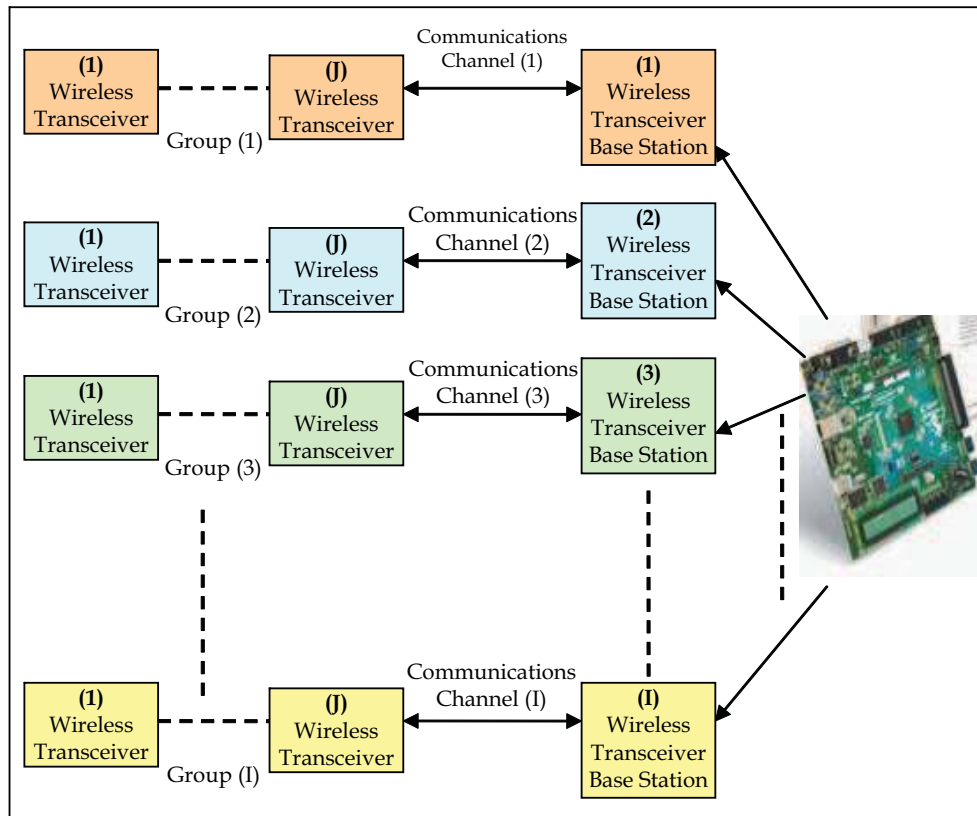 (1)
Wireless
Transceiver
Group (1)
(J)
Wireless
Transceiver
Communications
Channel (1)
(1)
Wireless
Transceiver
Base Station
(1)
Wireless
Transceiver
Group (2)
(J)
Wireless
Transceiver
Communications
Channel (2)
(2)
Wireless
Transceiver
Base Station
(1)
Wireless
Transceiver
Group (3)
(J)
Wireless
Transceiver
Communications
Channel (3)
(3)
Wireless
Transceiver
Base Station
(1)
Wireless
Transceiver
Group (I)
(J)
Wireless
Transceiver
Communications
Channel (I)
(I)
Wireless
Transceiver
Base Station